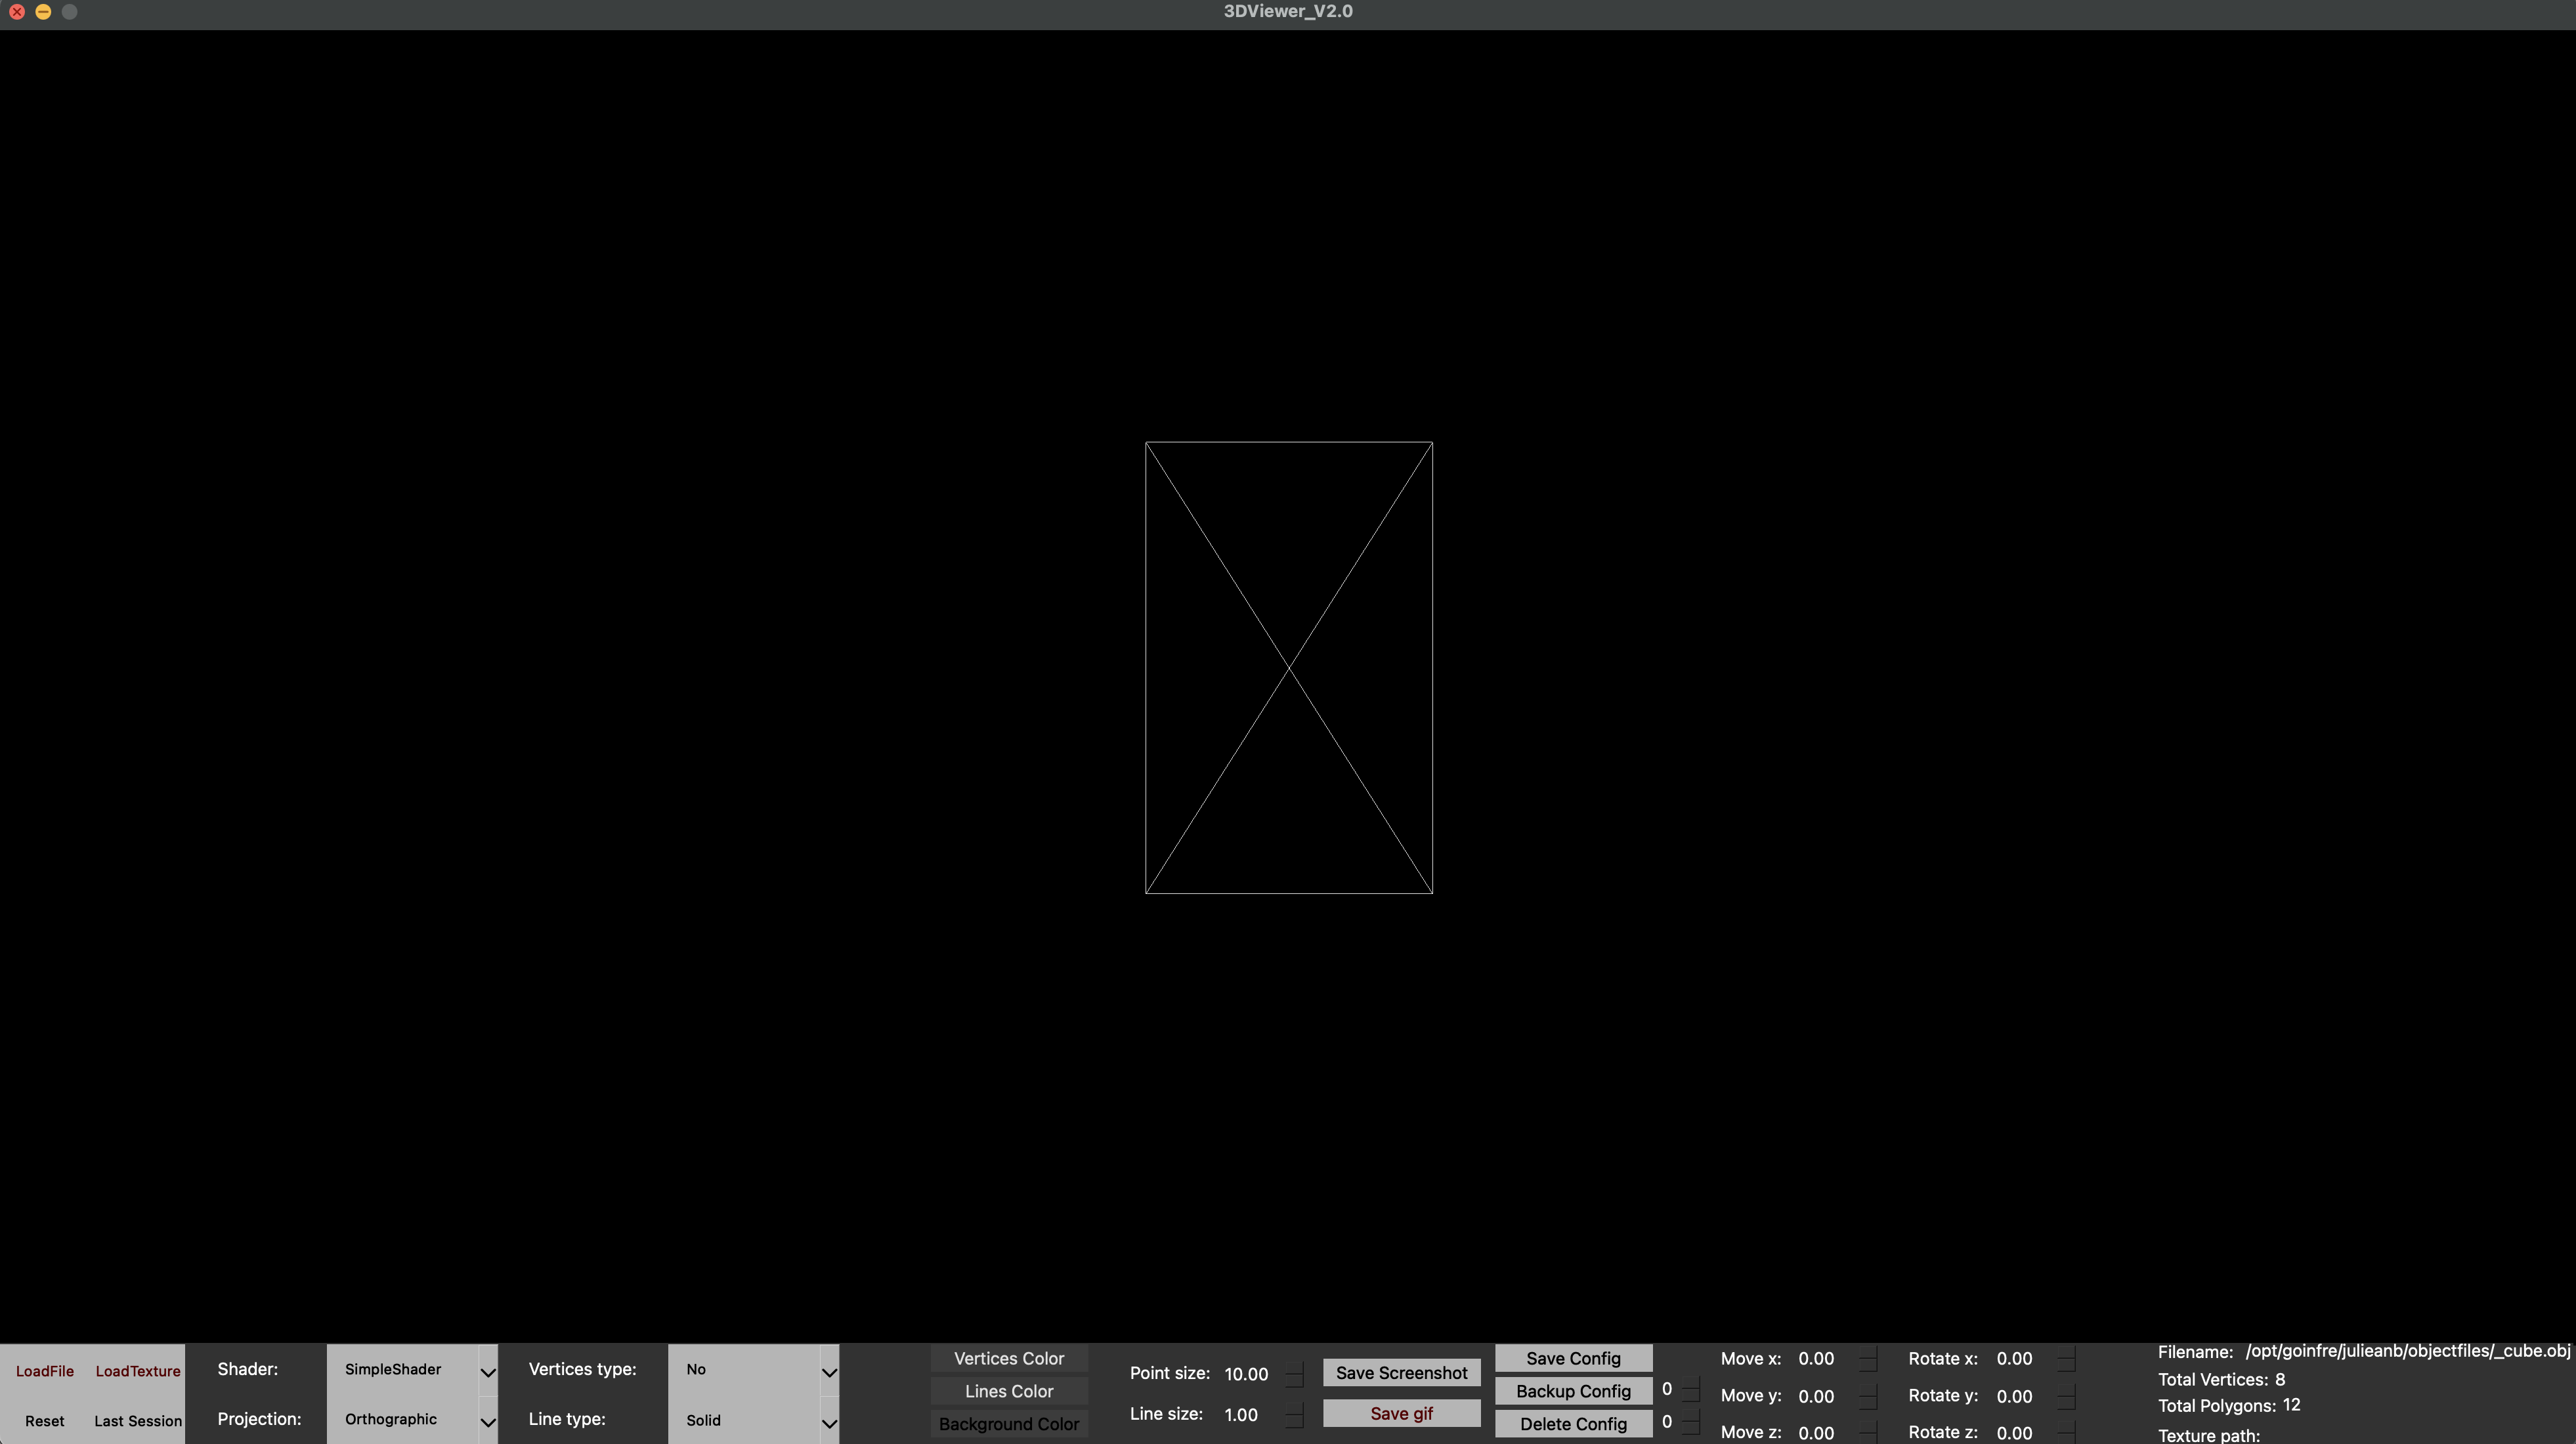 3DViewer_V2.0
LoadFile LoadTexture
Reset Last Session
Shader: SimpleShader
Projection: Orthographic
Vertices type: No
Line type: Solid
Vertices Color
Lines Color
Background Color
Point size: 10.00
Line size: 1.00
Save Screenshot
Save gif
Save Config
Backup Config 0
Delete Config 0
Move x: 0.00
Move y: 0.00
Move z: 0.00
Rotate x: 0.00
Rotate y: 0.00
Rotate z: 0.00
Filename: /opt/goinfre/julieanb/objectfiles/_cube.obj
Total Vertices: 8
Total Polygons: 12
Texture path: